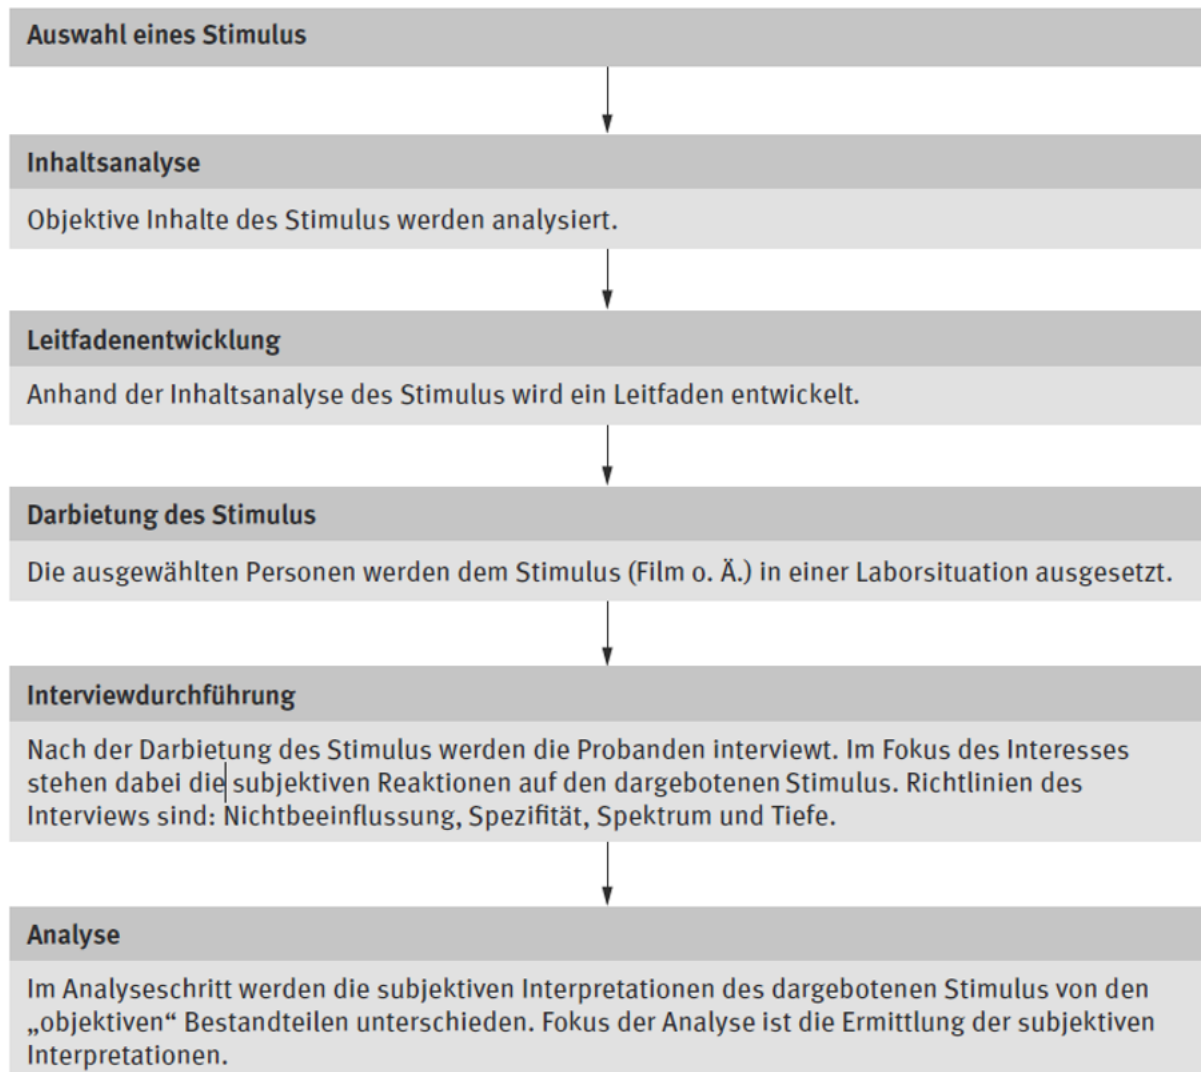 Auswahl eines Stimulus
Inhaltsanalyse
Objektive Inhalte des Stimulus werden analysiert.
Leitfadenentwicklung
Anhand der Inhaltsanalyse des Stimulus wird ein Leitfaden entwickelt.
Darbietung des Stimulus
Die ausgewählten Personen werden dem Stimulus (Film o. Ä.) in einer Laborsituation ausgesetzt.
Interviewdurchführung
Nach der Darbietung des Stimulus werden die Probanden interviewt. Im Fokus des Interesses
stehen dabei die subjektiven Reaktionen auf den dargebotenen Stimulus. Richtlinien des
Interviews sind: Nichtbeeinflussung, Spezifität, Spektrum und Tiefe.
Analyse
Im Analyseschritt werden die subjektiven Interpretationen des dargebotenen Stimulus von den
„objektiven“ Bestandteilen unterschieden. Fokus der Analyse ist die Ermittlung der subjektiven
Interpretationen.